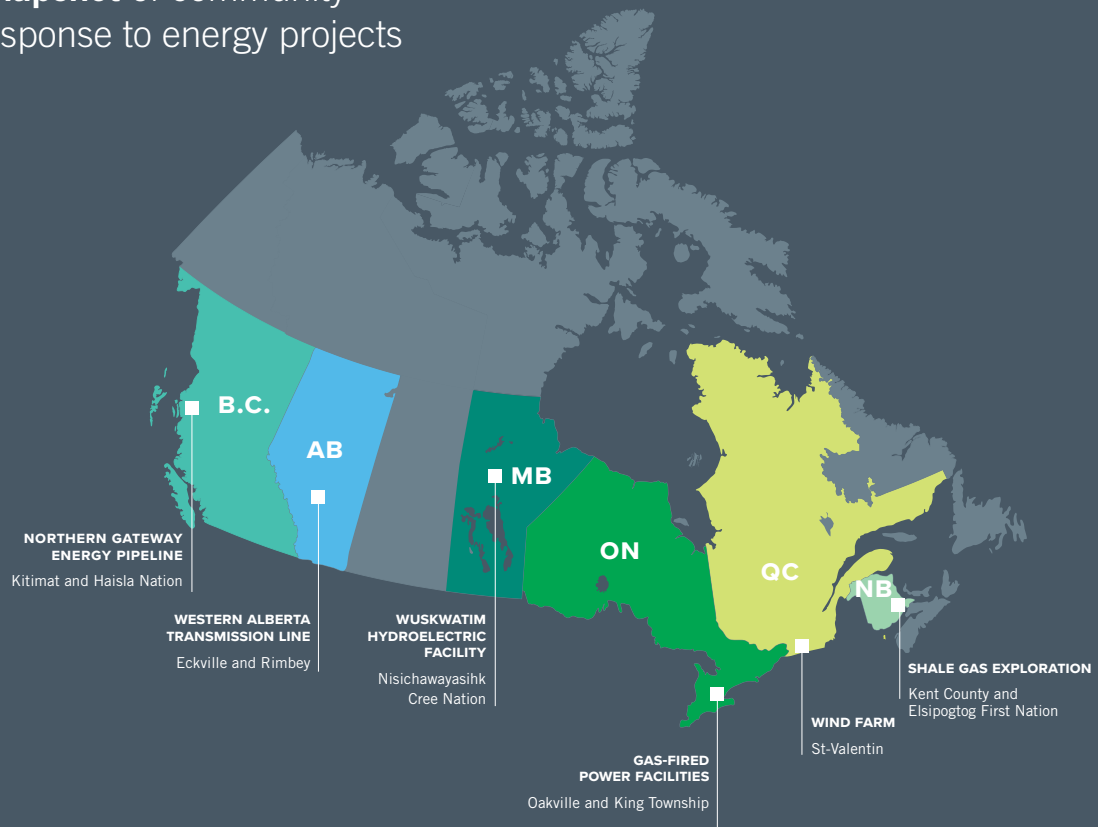 of community
sponse to energy projects
B.C.
AB
MB
ON
QC
NB
NORTHERN GATEWAY
ENERGY PIPELINE
Kitimat and Haisla Nation
WESTERN ALBERTA
TRANSMISSION LINE
Eckville and Rimbey
WUSKWATIM
HYDROELECTRIC
FACILITY
Nisichawayasihk
Cree Nation
GAS-FIRED
POWER FACILITIES
Oakville and King Township
WIND FARM
St-Valentin
SHALE GAS EXPLORATION
Kent County and
Elsipogtog First Nation